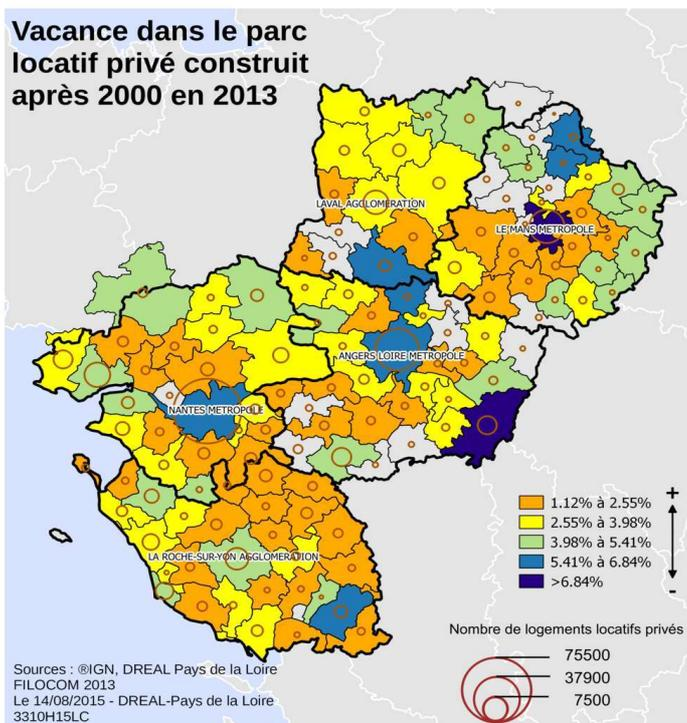 Vacance dans le parc
locatif privé construit
après 2000 en 2013
LAVAL AGGLOMERATION
LE MANS METROPOLE
ANGERS LOIRE METROPOLE
NANTES METROPOLE
LA ROCHE-SUR-YON AGGLOMERATION
+
1.12% à 2.55%
2.55% à 3.98%
3.98% à 5.41%
5.41% à 6.84%
>6.84%
-
Nombre de logements locatifs privés
75500
37900
7500
Sources : ®IGN, DREAL Pays de la Loire
FILOCOM 2013
Le 14/08/2015 - DREAL-Pays de la Loire
3310H15LC